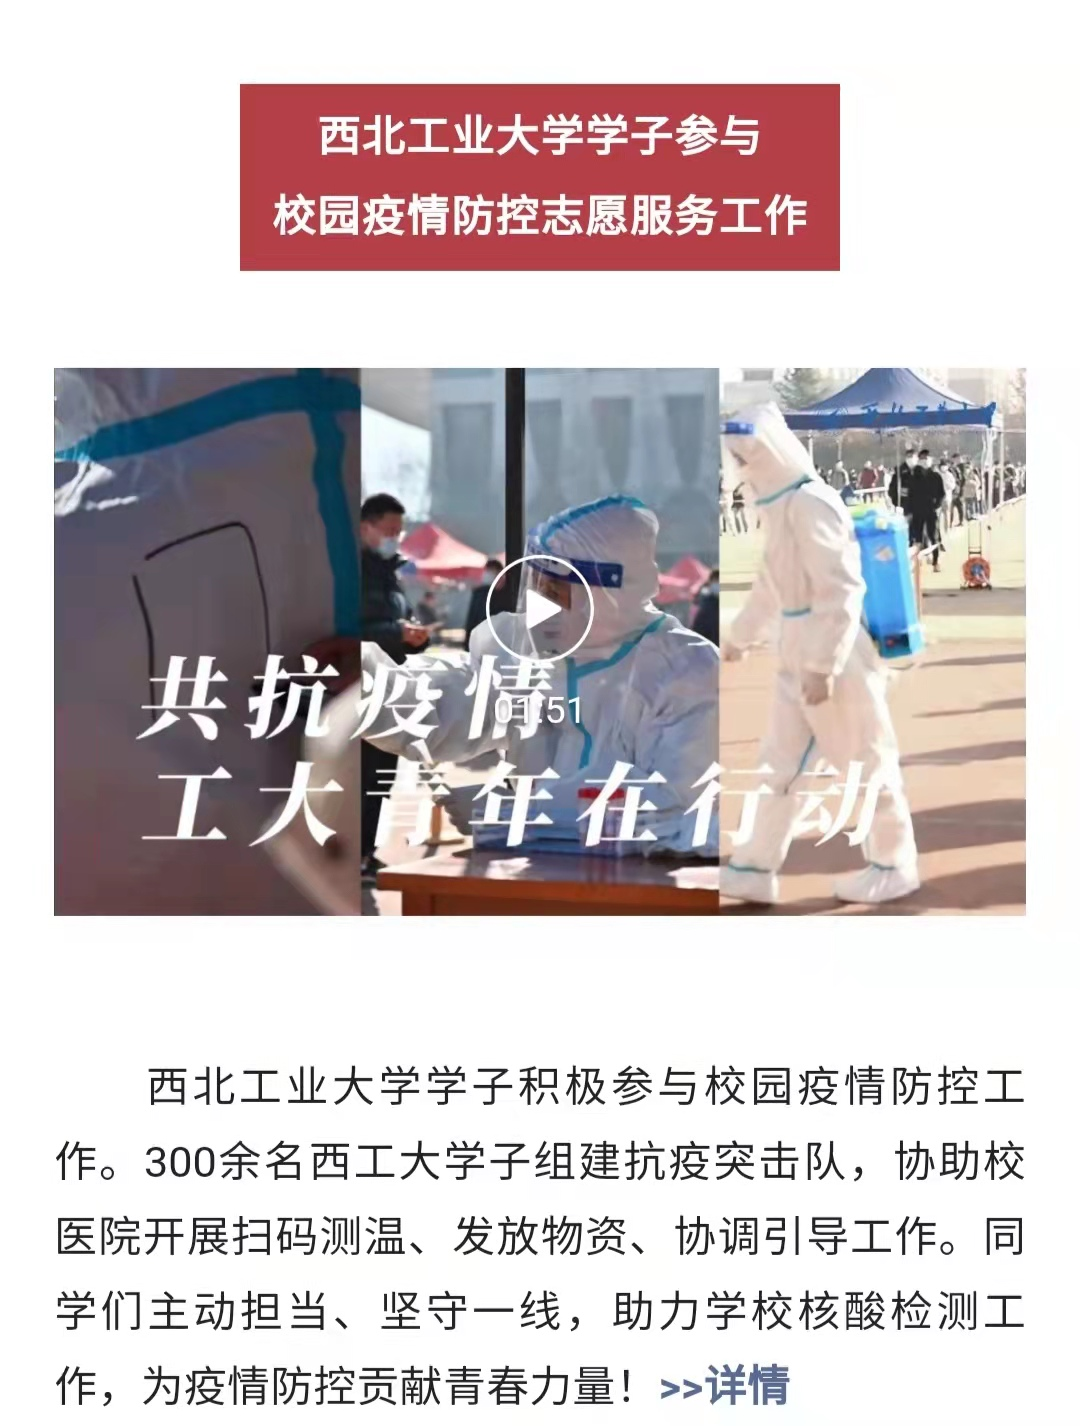 西北工业大学学子参与
校园疫情防控志愿服务工作
共抗疫情
01:51
工大青年在行动
西北工业大学学子积极参与校园疫情防控工
作。300余名西工大学子组建抗疫突击队，协助校
医院开展扫码测温、发放物资、协调引导工作。同
学们主动担当、坚守一线，助力学校核酸检测工
作，为疫情防控贡献青春力量！>>详情